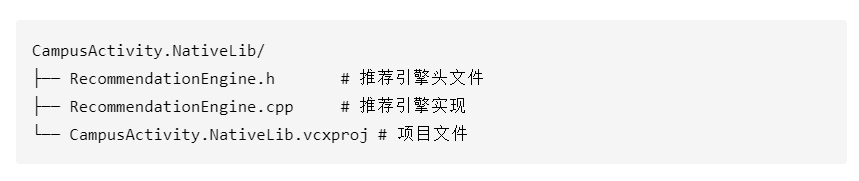 CampusActivity.NativeLib/
├── RecommendationEngine.h       # 推荐引擎头文件
├── RecommendationEngine.cpp     # 推荐引擎实现
└── CampusActivity.NativeLib.vcxproj # 项目文件